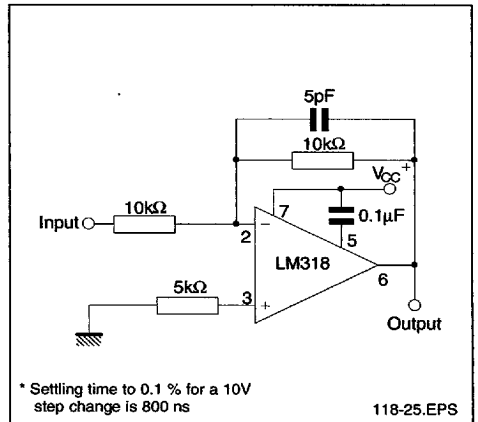 5pF
10kΩ
VCC+
10kΩ
7
0.1μF
Input
2
−
5
LM318
6
5kΩ
3
+
Output
* Settling time to 0.1 % for a 10V
step change is 800 ns
118-25.EPS